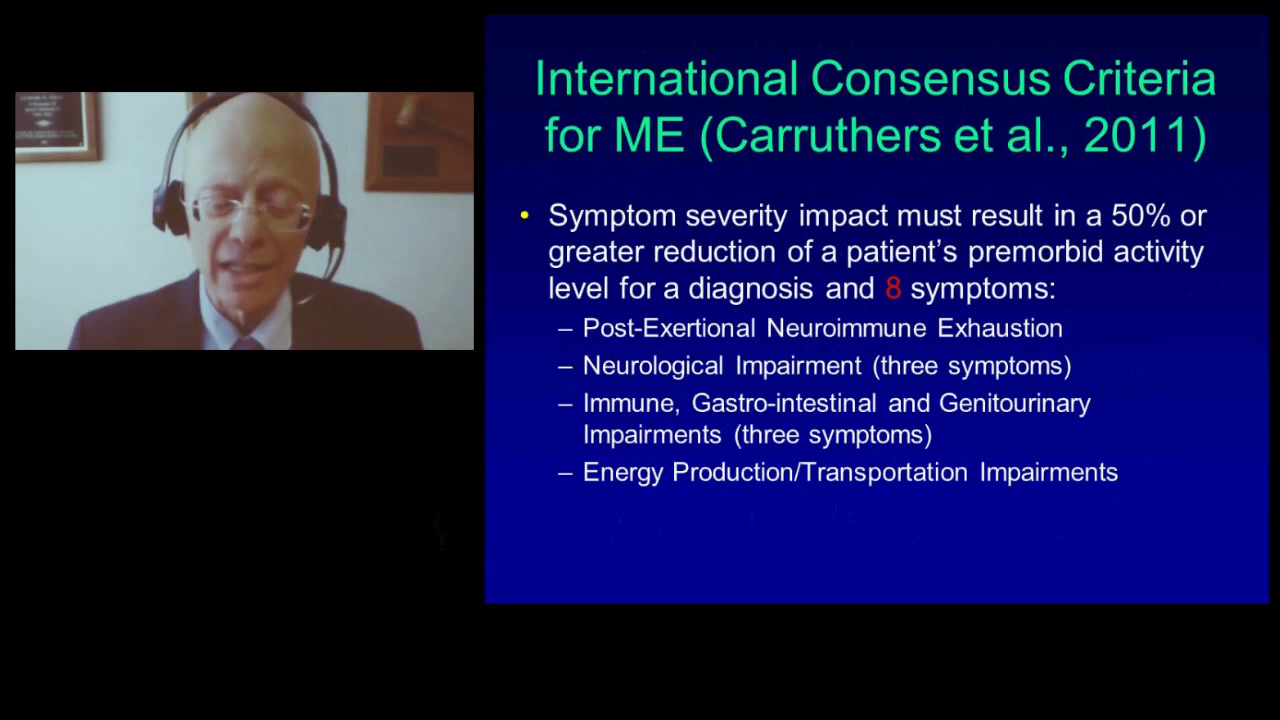 International Consensus Criteria
for ME (Carruthers et al., 2011)
• Symptom severity impact must result in a 50% or
greater reduction of a patient’s premorbid activity
level for a diagnosis and 8 symptoms:
– Post-Exertional Neuroimmune Exhaustion
– Neurological Impairment (three symptoms)
– Immune, Gastro-intestinal and Genitourinary
Impairments (three symptoms)
– Energy Production/Transportation Impairments